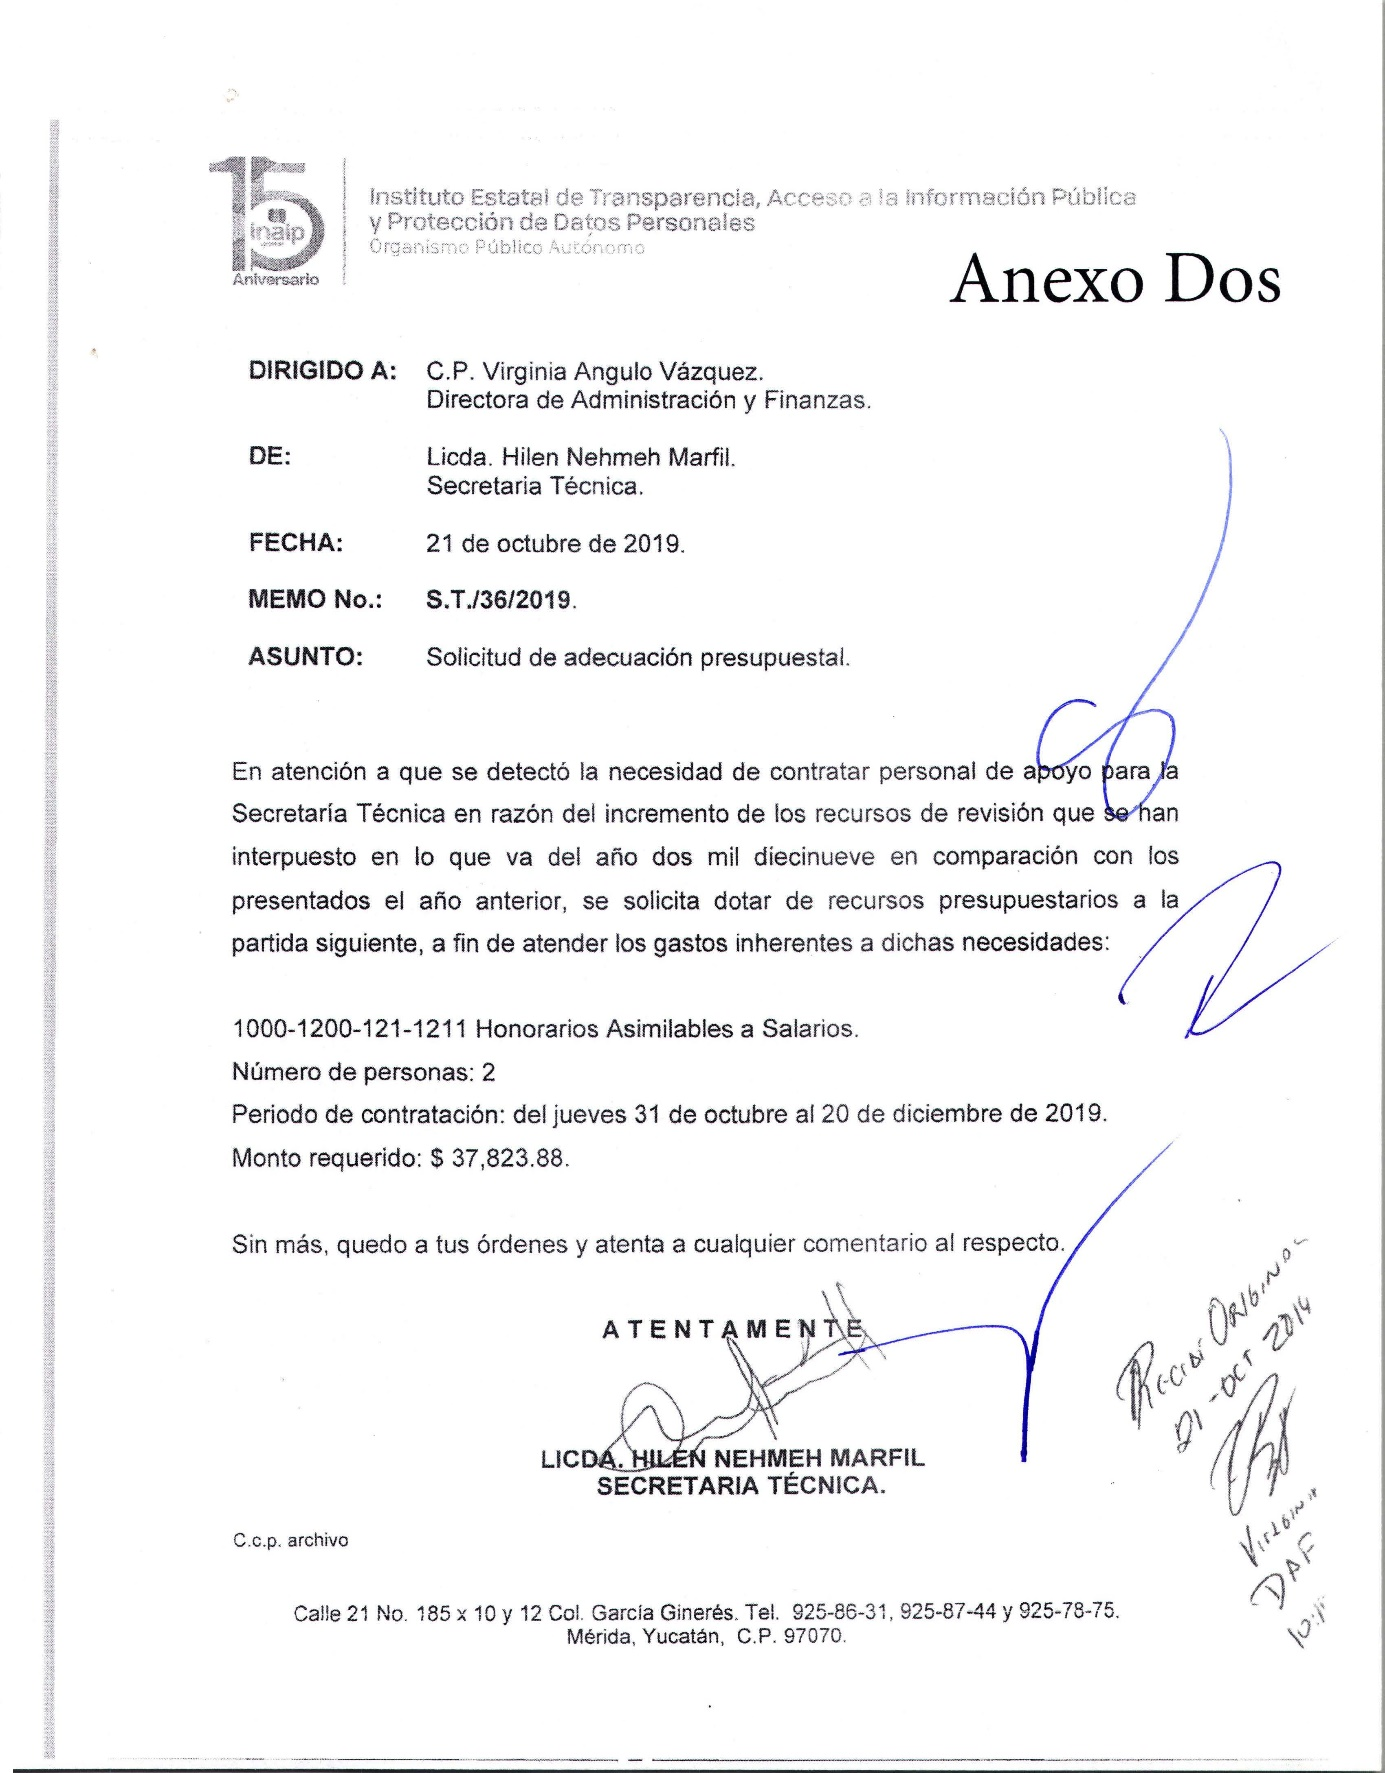 15
inaip
Aniversario
Instituto Estatal de Transparencia, Acceso a la Información Pública
y Protección de Datos Personales
Organismo Público Autónomo
Anexo Dos
DIRIGIDO A: C.P. Virginia Angulo Vázquez.
Directora de Administración y Finanzas.
DE: Licda. Hilen Nehmeh Marfil.
Secretaria Técnica.
FECHA: 21 de octubre de 2019.
MEMO No.: S.T./36/2019.
ASUNTO: Solicitud de adecuación presupuestal.
En atención a que se detectó la necesidad de contratar personal de apoyo para la
Secretaría Técnica en razón del incremento de los recursos de revisión que se han
interpuesto en lo que va del año dos mil diecinueve en comparación con los
presentados el año anterior, se solicita dotar de recursos presupuestarios a la
partida siguiente, a fin de atender los gastos inherentes a dichas necesidades:
1000-1200-121-1211 Honorarios Asimilables a Salarios.
Número de personas: 2
Periodo de contratación: del jueves 31 de octubre al 20 de diciembre de 2019.
Monto requerido: $ 37,823.88.
Sin más, quedo a tus órdenes y atenta a cualquier comentario al respecto.
ATENTAMENTE
LICDA. HILEN NEHMEH MARFIL
SECRETARIA TÉCNICA.
Recibí Original
21-OCT 2019
Virginia
DAF
C.c.p. archivo
Calle 21 No. 185 x 10 y 12 Col. García Ginerés. Tel. 925-86-31, 925-87-44 y 925-78-75.
Mérida, Yucatán, C.P. 97070.